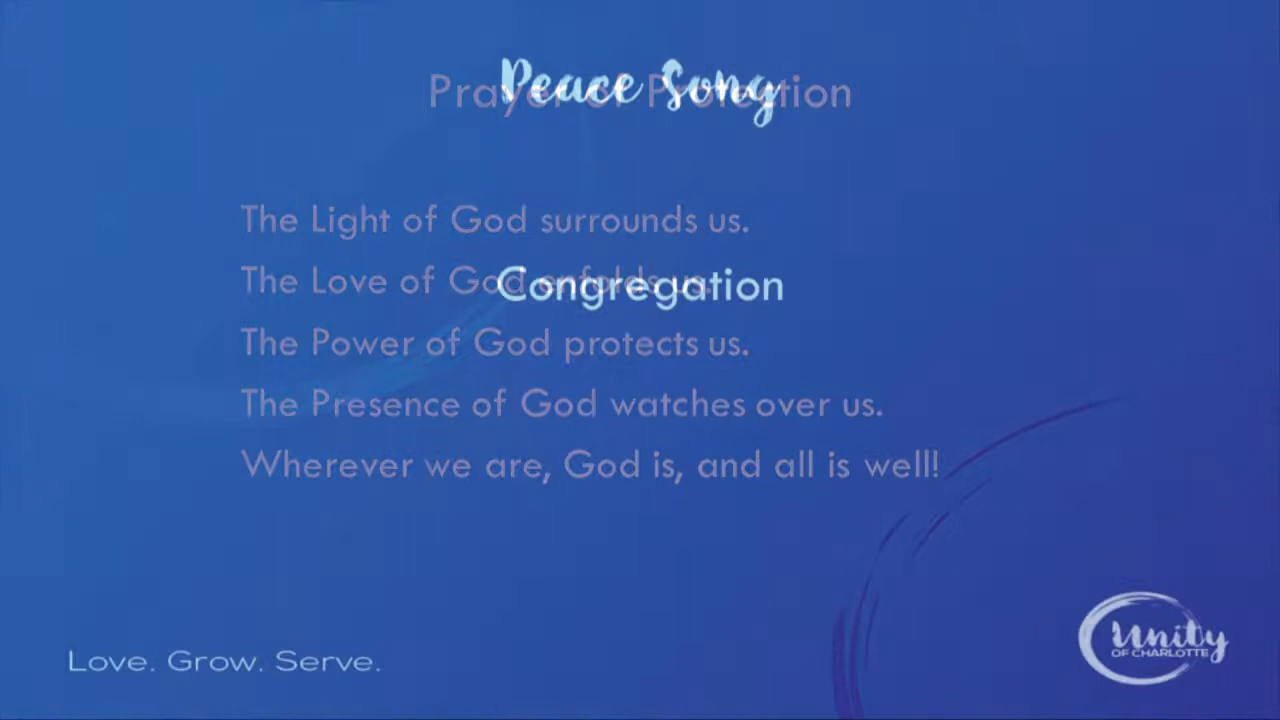 Peace Song
Prayer of Protection
The Light of God surrounds us.
The Love of God enfolds us.
Congregation
The Power of God protects us.
The Presence of God watches over us.
Wherever we are, God is, and all is well!
Love. Grow. Serve.
Unity
OF CHARLOTTE